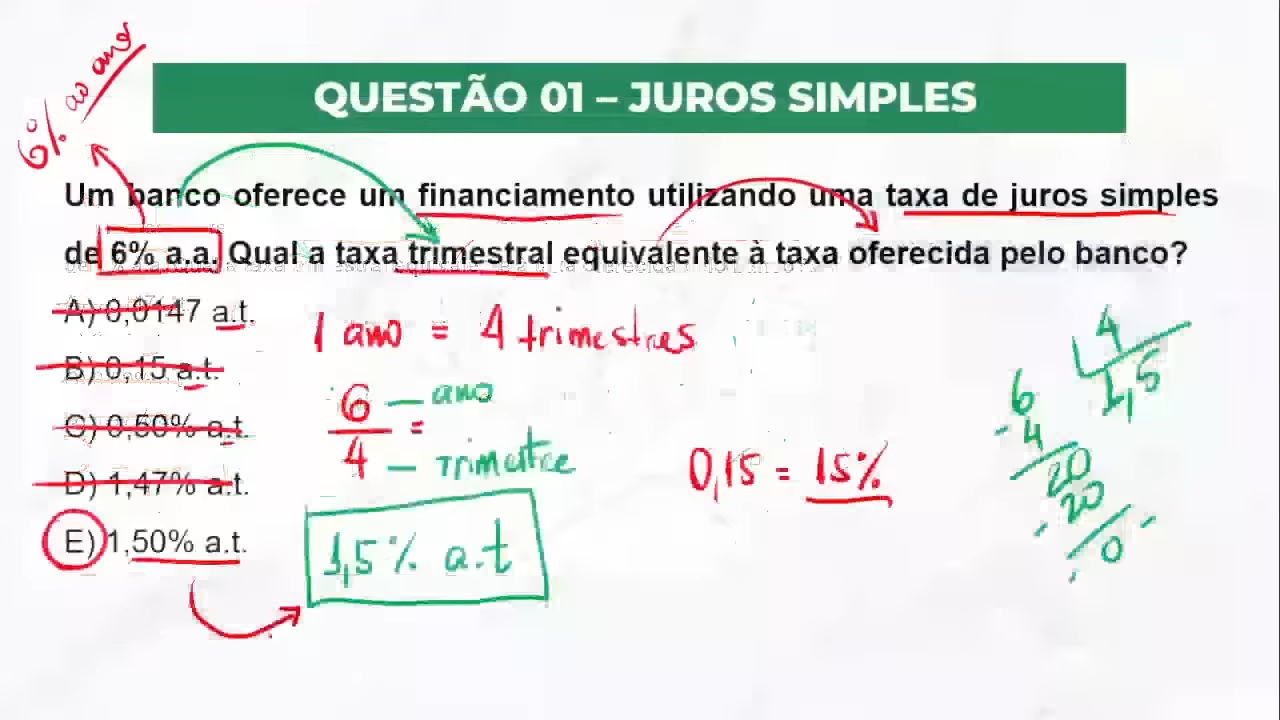 6% ao ano
QUESTÃO 01 – JUROS SIMPLES
Um banco oferece um financiamento utilizando uma taxa de juros simples
de 6% a.a. Qual a taxa trimestral equivalente à taxa oferecida pelo banco?
A) 0,0147 a.t.
B) 0,15 a.t.
C) 0,50% a.t.
D) 1,47% a.t.
E) 1,50% a.t.
1 ano = 4 trimestres
6 — ano
=
4 — trimestre
1,5% a.t
0,15 = 15%
6 4
- 4 1,5
20
- 20
0